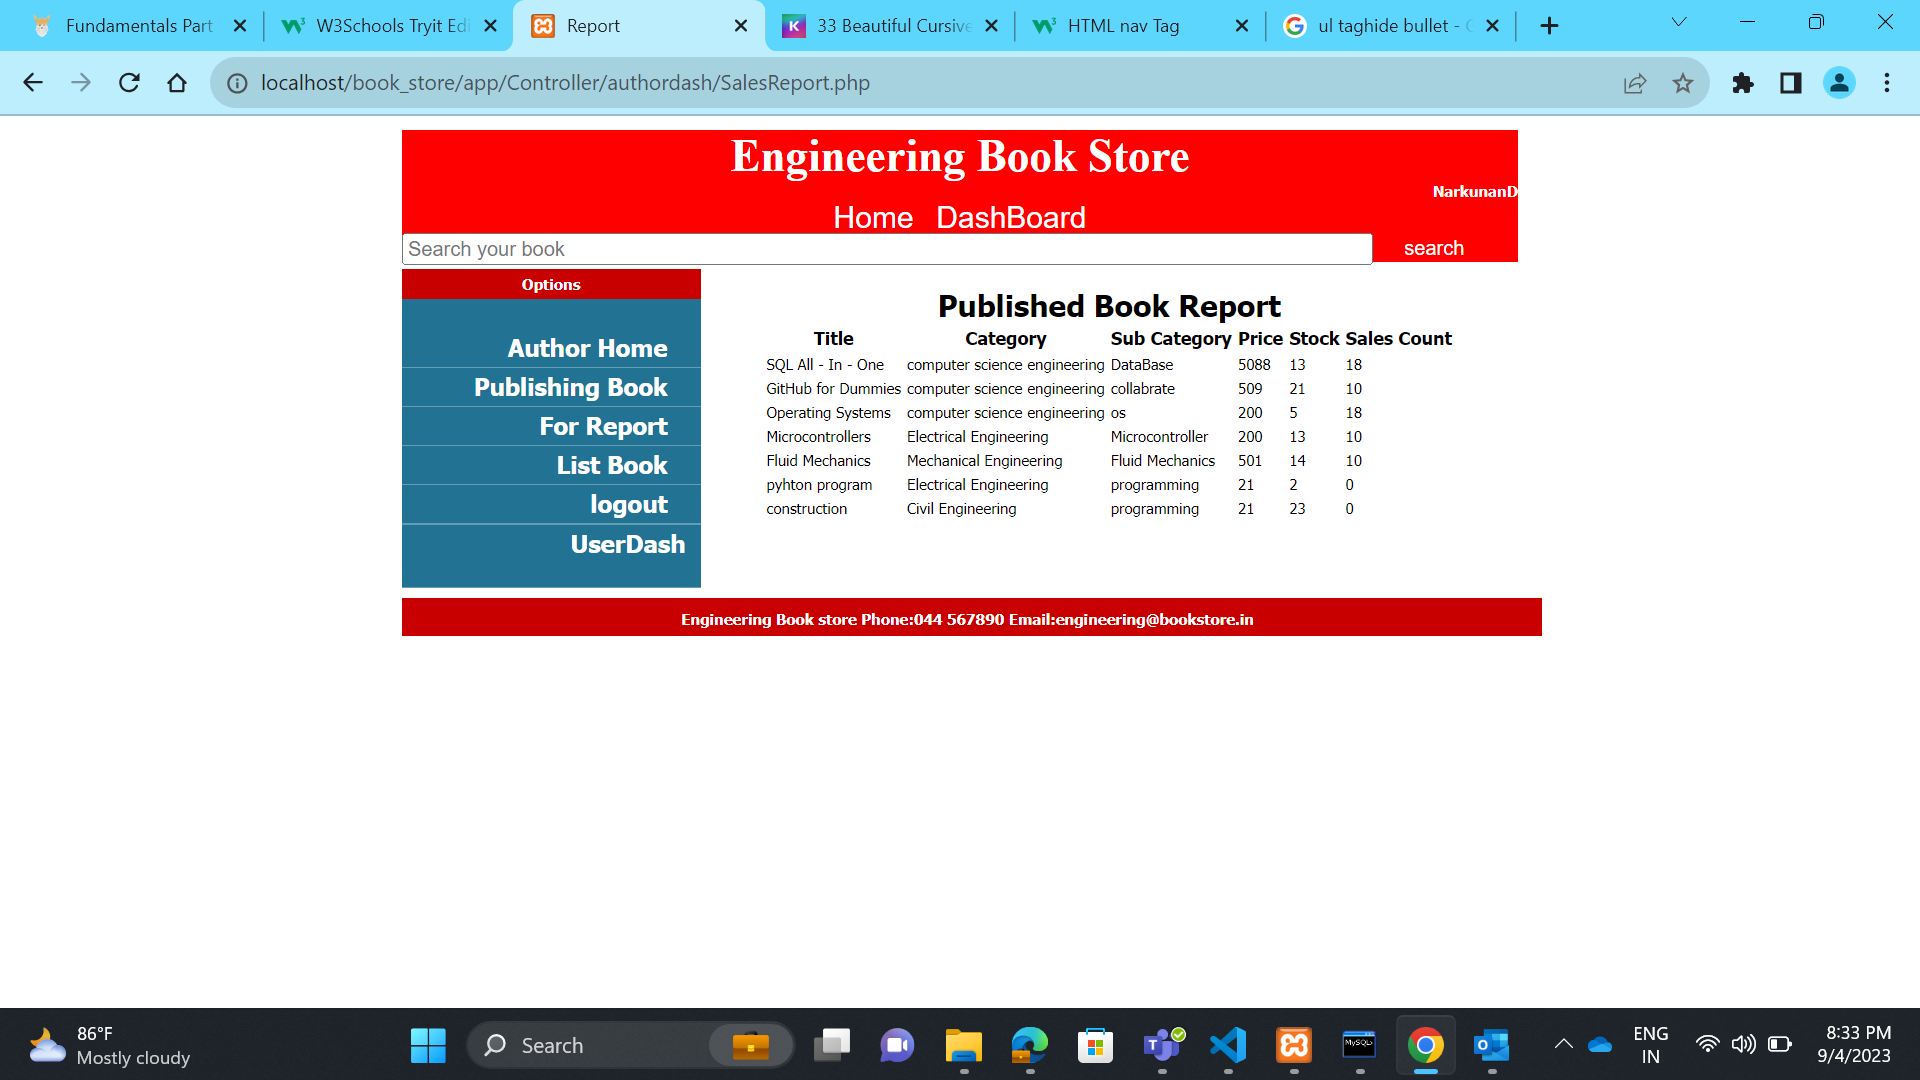 Fundamentals Part
W3Schools Tryit Edi
Report
33 Beautiful Cursive
HTML nav Tag
ul taghide bullet -
localhost/book_store/app/Controller/authordash/SalesReport.php
Engineering Book Store
NarkunanD
Home DashBoard
Search your book search
Options
Author Home
Publishing Book
For Report
List Book
logout
UserDash
Published Book Report
Title Category Sub Category Price Stock Sales Count
SQL All - In - One computer science engineering DataBase 5088 13 18
GitHub for Dummies computer science engineering collabrate 509 21 10
Operating Systems computer science engineering os 200 5 18
Microcontrollers Electrical Engineering Microcontroller 200 13 10
Fluid Mechanics Mechanical Engineering Fluid Mechanics 501 14 10
pyhton program Electrical Engineering programming 21 2 0
construction Civil Engineering programming 21 23 0
Engineering Book store Phone:044 567890 Email:engineering@bookstore.in
86°F
Mostly cloudy
Search
MySQL>
ENG
IN
8:33 PM
9/4/2023